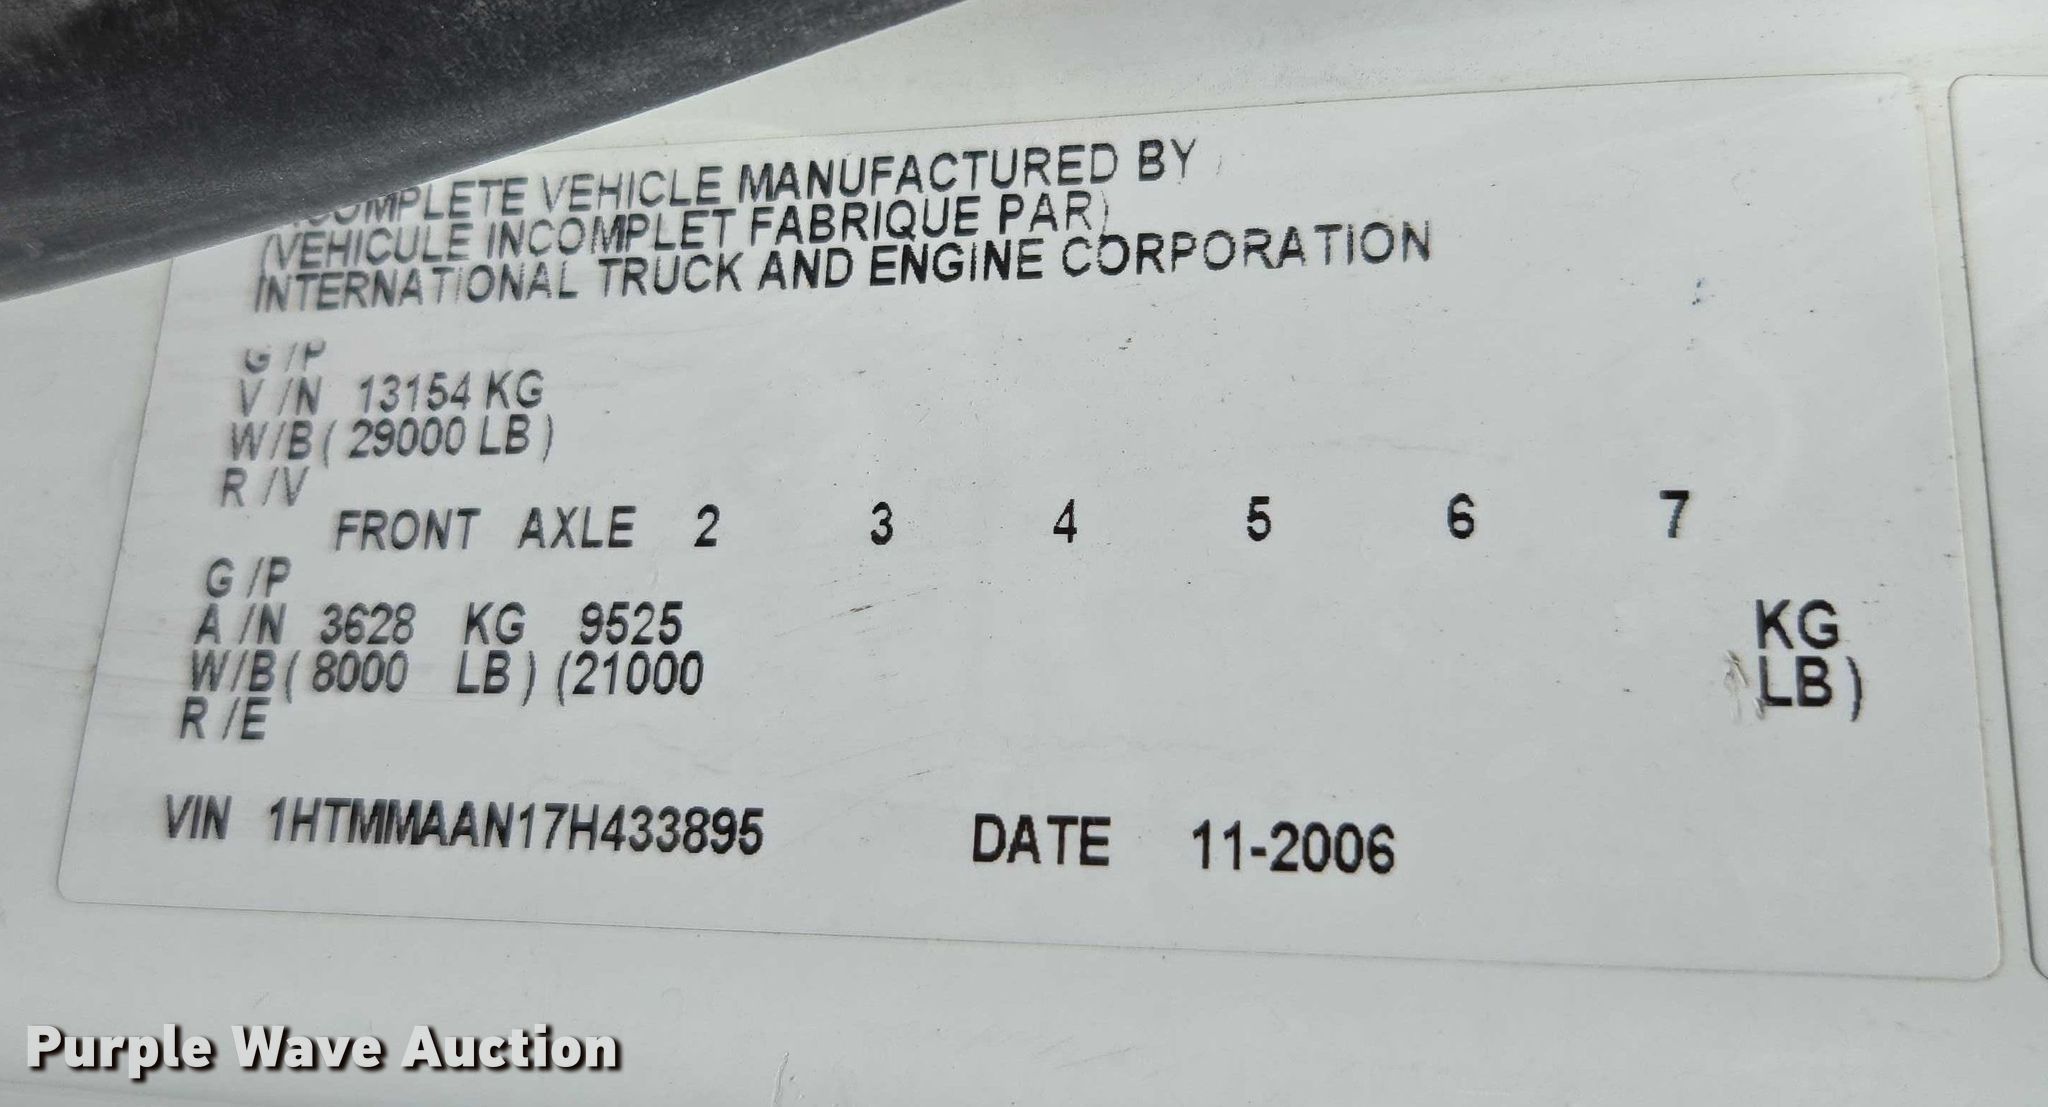 INCOMPLETE VEHICLE MANUFACTURED BY
(VEHICULE INCOMPLET FABRIQUE PAR)
INTERNATIONAL TRUCK AND ENGINE CORPORATION
G /P
V /N 13154 KG
W/B ( 29000 LB )
R /V
FRONT AXLE 2 3 4 5 6 7
G /P
A /N 3628 KG 9525 KG
W/B ( 8000 LB ) (21000 LB )
R /E
VIN 1HTMMAAN17H433895 DATE 11-2006
Purple Wave Auction